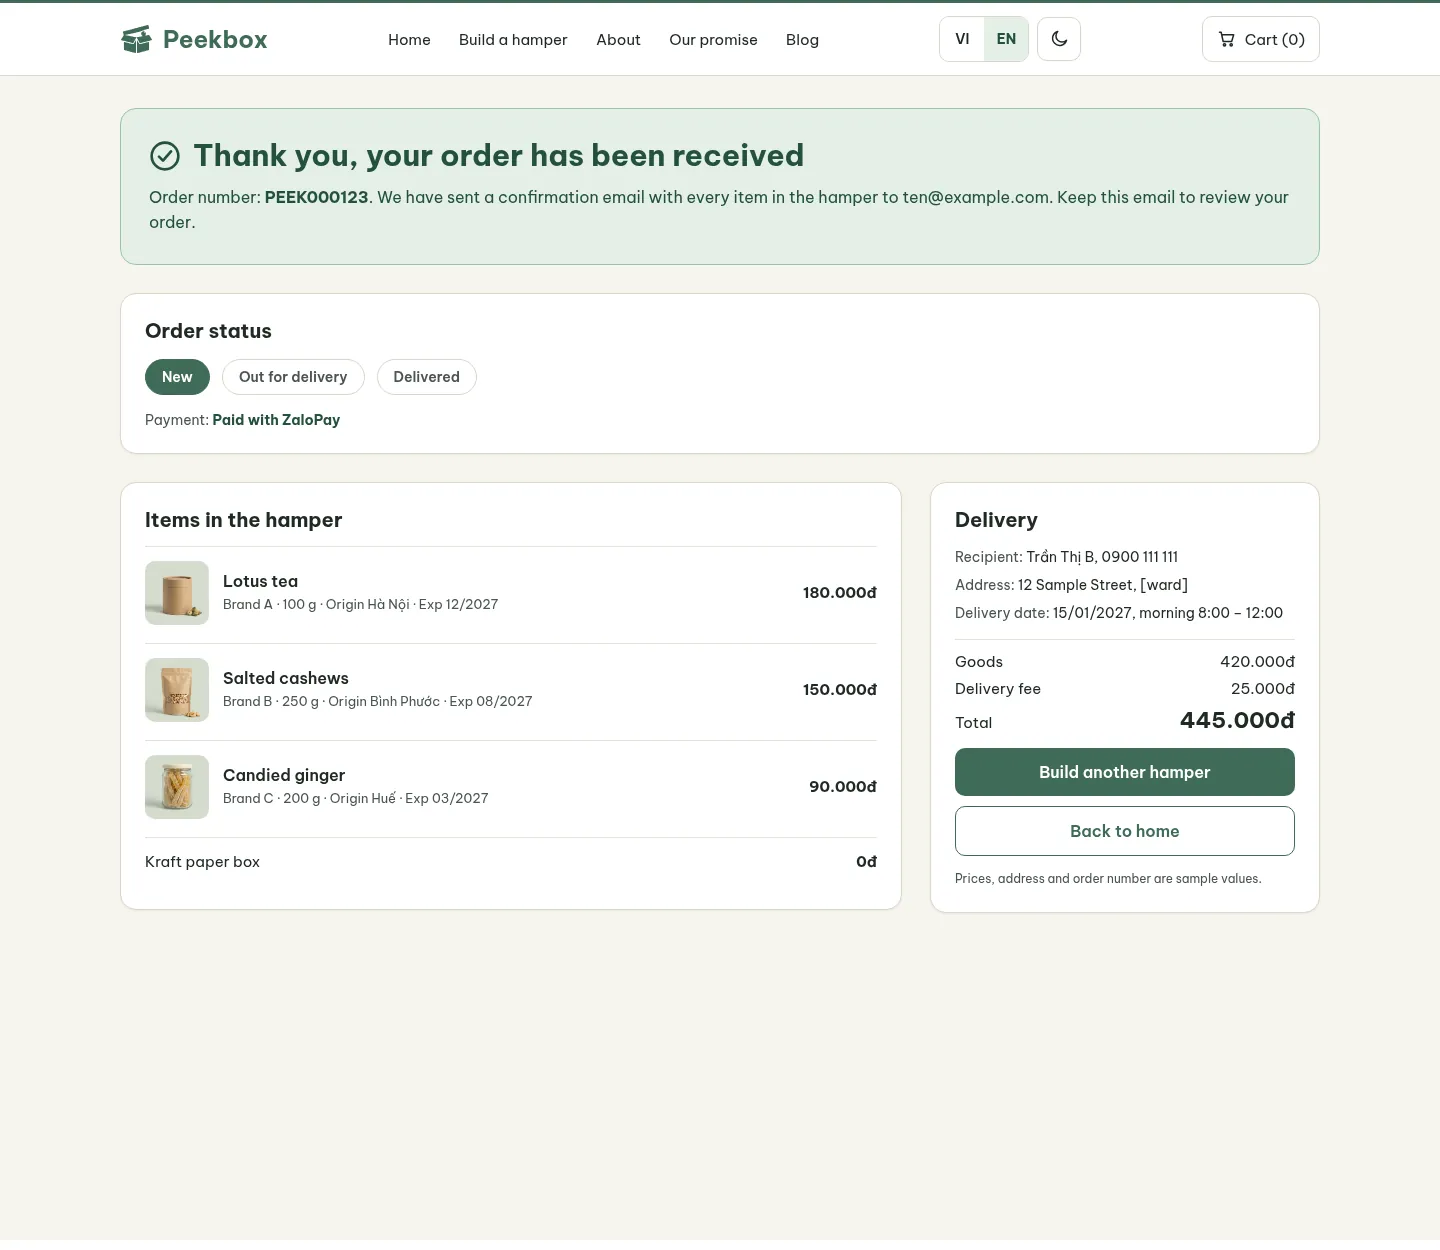 Peekbox
Home
Build a hamper
About
Our promise
Blog
VI
EN
Cart (0)
Thank you, your order has been received
Order number: PEEK000123. We have sent a confirmation email with every item in the hamper to ten@example.com. Keep this email to review your
order.
Order status
New
Out for delivery
Delivered
Payment: Paid with ZaloPay
Items in the hamper
Lotus tea
Brand A · 100 g · Origin Hà Nội · Exp 12/2027
180.000đ
Salted cashews
Brand B · 250 g · Origin Bình Phước · Exp 08/2027
150.000đ
Candied ginger
Brand C · 200 g · Origin Huế · Exp 03/2027
90.000đ
Kraft paper box
0đ
Delivery
Recipient: Trần Thị B, 0900 111 111
Address: 12 Sample Street, [ward]
Delivery date: 15/01/2027, morning 8:00 – 12:00
Goods
420.000đ
Delivery fee
25.000đ
Total
445.000đ
Build another hamper
Back to home
Prices, address and order number are sample values.